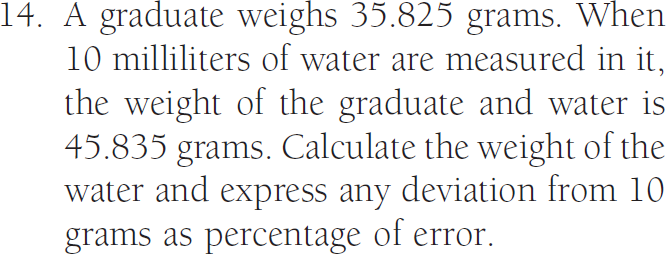 14. A graduate weighs 35.825 grams. When
10 milliliters of water are measured in it,
the weight of the graduate and water is
45.835 grams. Calculate the weight of the
water and express any deviation from 10
grams as percentage of error.